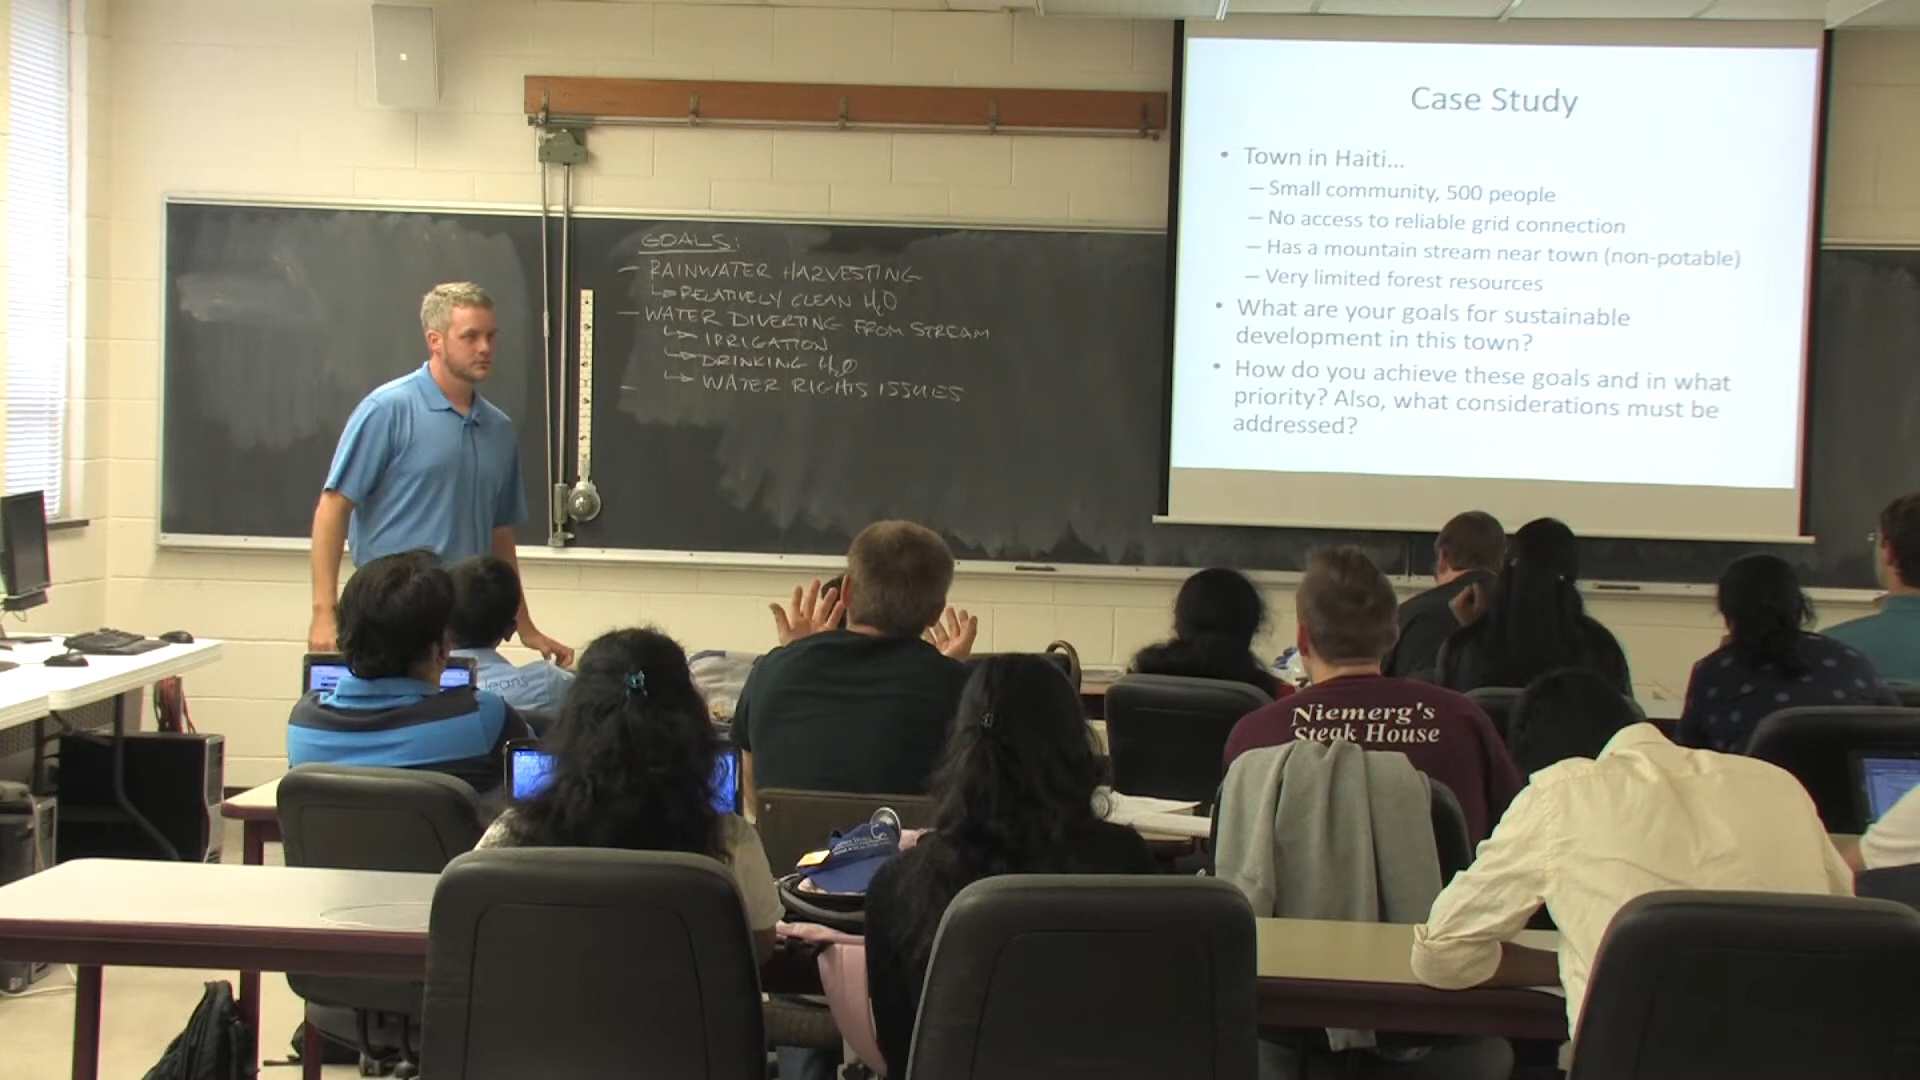 GOALS:
– RAINWATER HARVESTING
↳ RELATIVELY CLEAN H2O
– WATER DIVERTING FROM STREAM
↳ IRRIGATION
↳ DRINKING H2O
↳ WATER RIGHTS ISSUES
–
Case Study
• Town in Haiti...
– Small community, 500 people
– No access to reliable grid connection
– Has a mountain stream near town (non-potable)
– Very limited forest resources
• What are your goals for sustainable
development in this town?
• How do you achieve these goals and in what
priority? Also, what considerations must be
addressed?
jeans
Niemerg's
Steak House